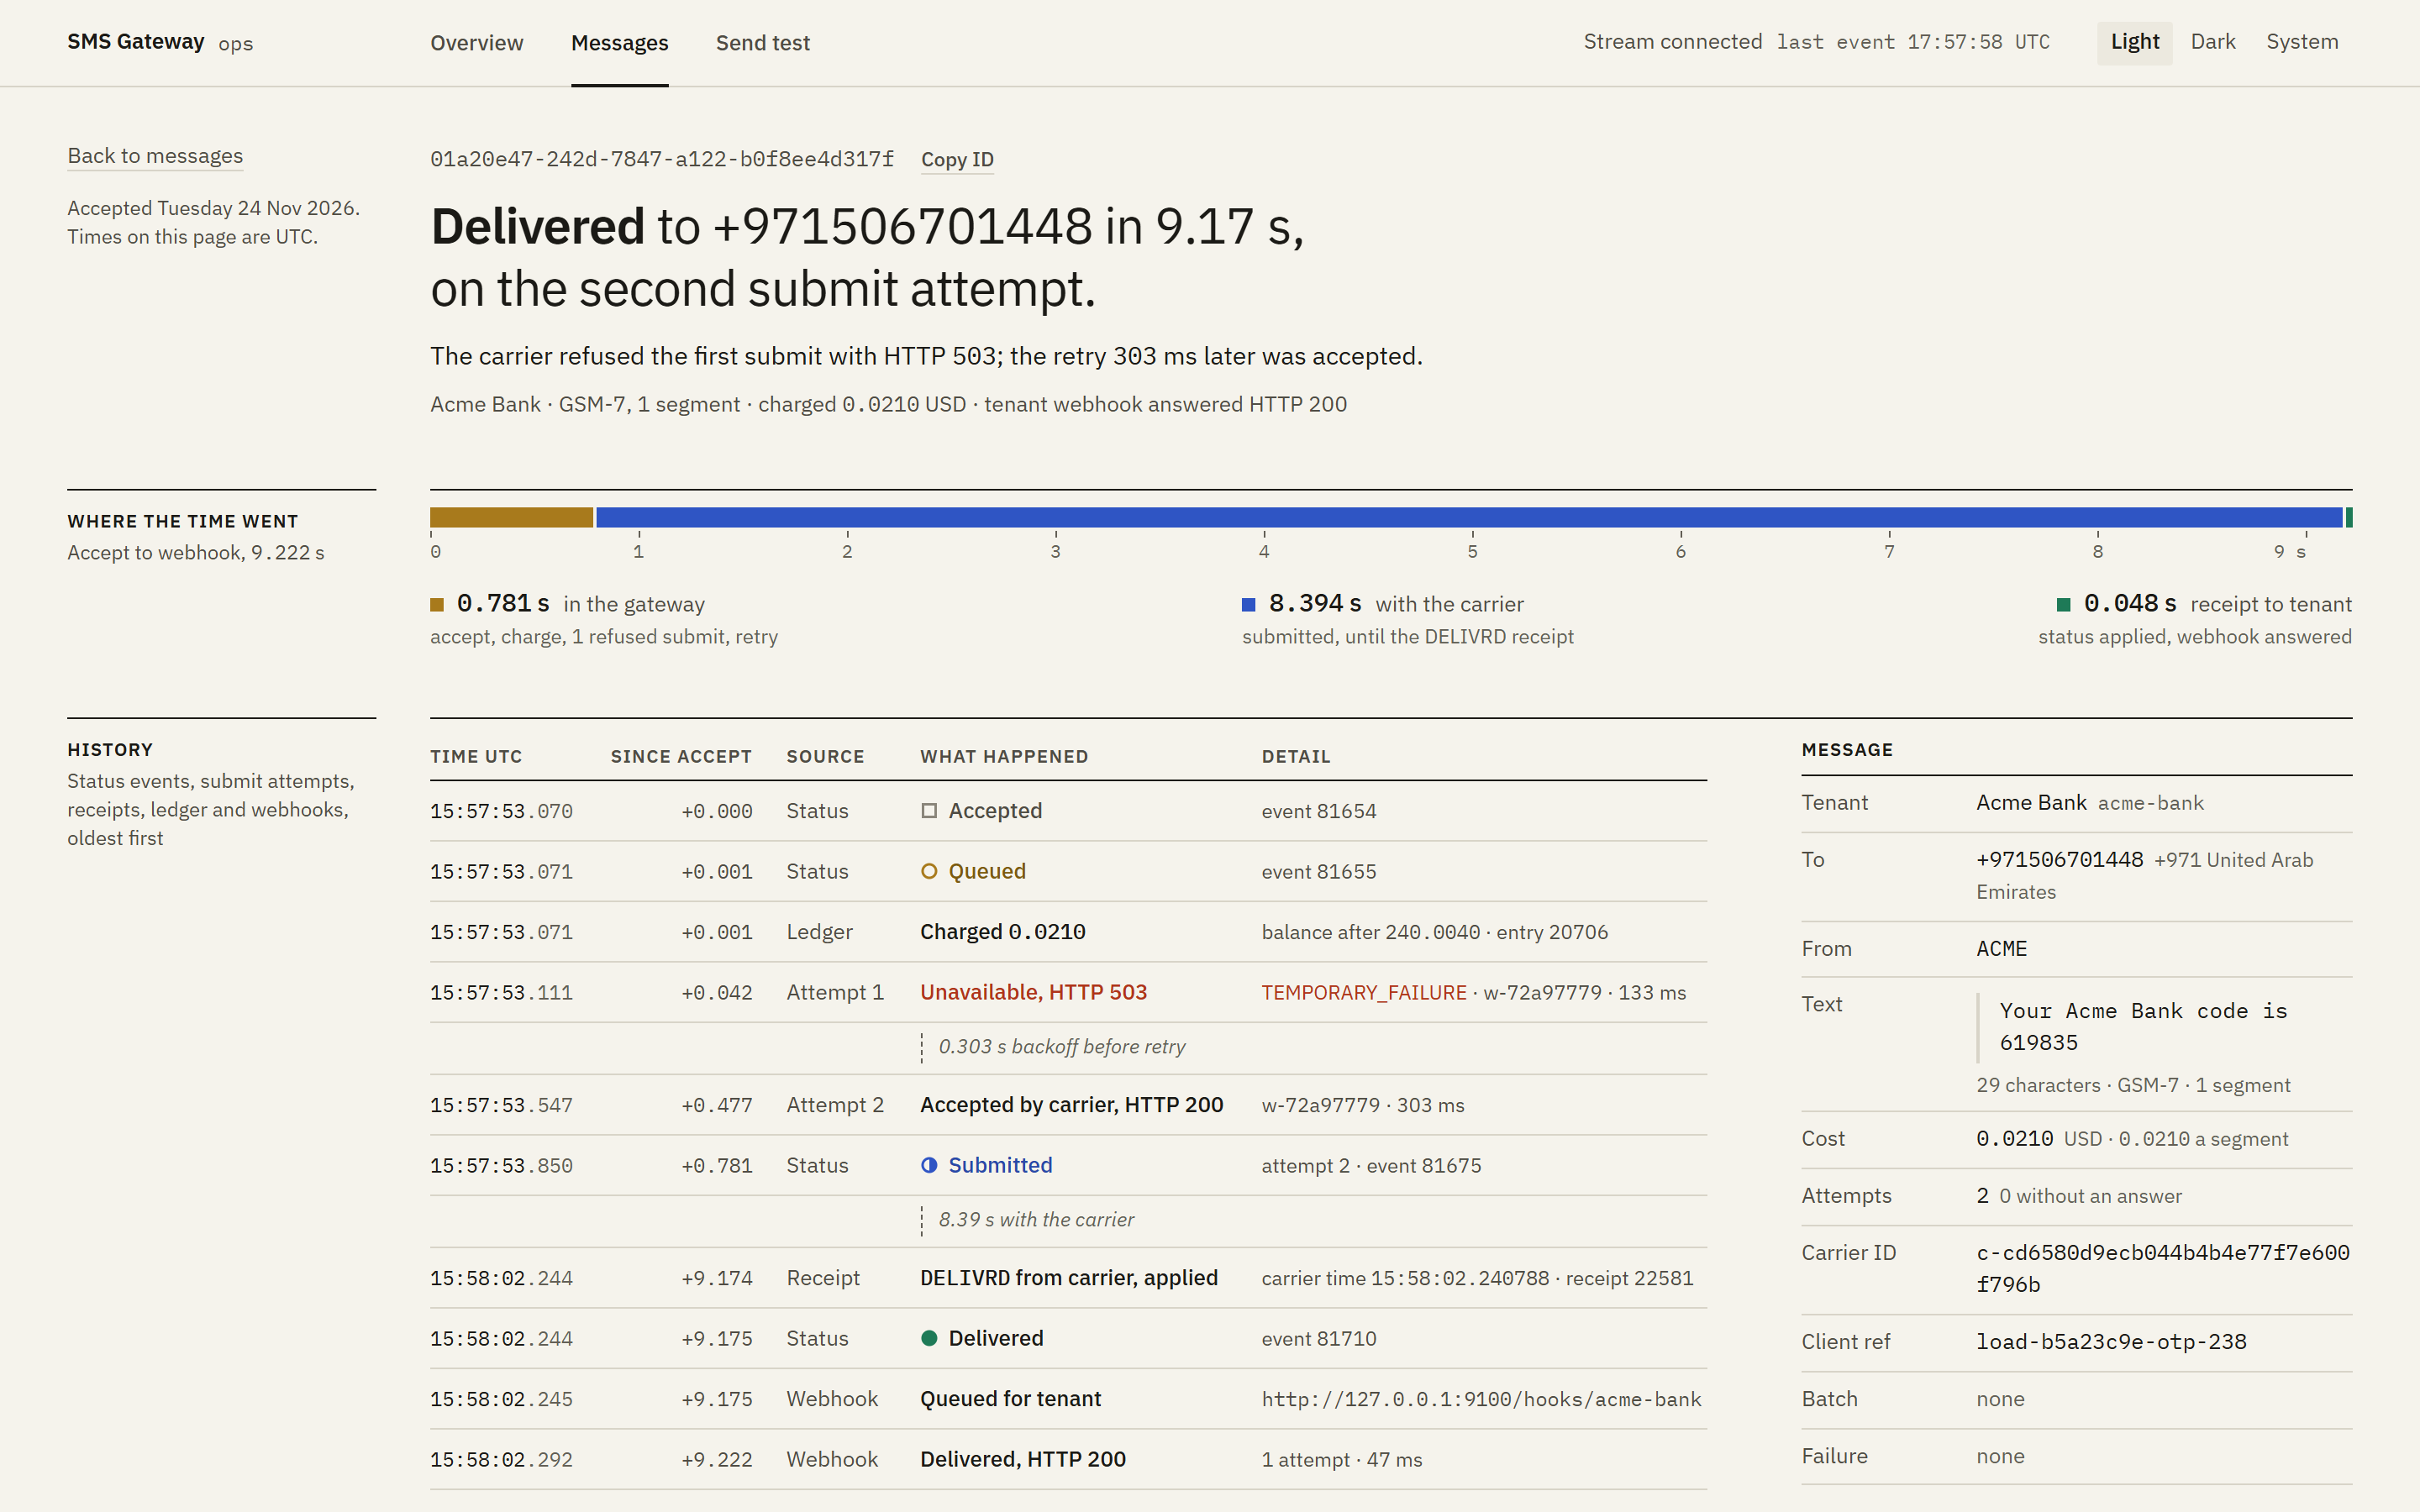 SMS Gateway ops
Overview
Messages
Send test
Stream connected last event 17:57:58 UTC
Light
Dark
System
Back to messages
Accepted Tuesday 24 Nov 2026.
Times on this page are UTC.
01a20e47-242d-7847-a122-b0f8ee4d317f Copy ID
Delivered to +971506701448 in 9.17 s,
on the second submit attempt.
The carrier refused the first submit with HTTP 503; the retry 303 ms later was accepted.
Acme Bank · GSM-7, 1 segment · charged 0.0210 USD · tenant webhook answered HTTP 200
WHERE THE TIME WENT
Accept to webhook, 9.222 s
0 1 2 3 4 5 6 7 8 9 s
0.781 s in the gateway
accept, charge, 1 refused submit, retry
8.394 s with the carrier
submitted, until the DELIVRD receipt
0.048 s receipt to tenant
status applied, webhook answered
HISTORY
Status events, submit attempts,
receipts, ledger and webhooks,
oldest first
TIME UTC SINCE ACCEPT SOURCE WHAT HAPPENED DETAIL
15:57:53.070 +0.000 Status Accepted event 81654
15:57:53.071 +0.001 Status Queued event 81655
15:57:53.071 +0.001 Ledger Charged 0.0210 balance after 240.0040 · entry 20706
15:57:53.111 +0.042 Attempt 1 Unavailable, HTTP 503 TEMPORARY_FAILURE · w-72a97779 · 133 ms
0.303 s backoff before retry
15:57:53.547 +0.477 Attempt 2 Accepted by carrier, HTTP 200 w-72a97779 · 303 ms
15:57:53.850 +0.781 Status Submitted attempt 2 · event 81675
8.39 s with the carrier
15:58:02.244 +9.174 Receipt DELIVRD from carrier, applied carrier time 15:58:02.240788 · receipt 22581
15:58:02.244 +9.175 Status Delivered event 81710
15:58:02.245 +9.175 Webhook Queued for tenant http://127.0.0.1:9100/hooks/acme-bank
15:58:02.292 +9.222 Webhook Delivered, HTTP 200 1 attempt · 47 ms
MESSAGE
Tenant Acme Bank acme-bank
To +971506701448 +971 United Arab
Emirates
From ACME
Text Your Acme Bank code is
619835
29 characters · GSM-7 · 1 segment
Cost 0.0210 USD · 0.0210 a segment
Attempts 2 0 without an answer
Carrier ID c-cd6580d9ecb044b4b4e77f7e600
f796b
Client ref load-b5a23c9e-otp-238
Batch none
Failure none